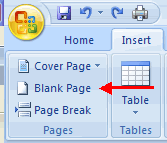 Home Insert
Cover Page
Blank Page
Page Break
Table
Pages Tables